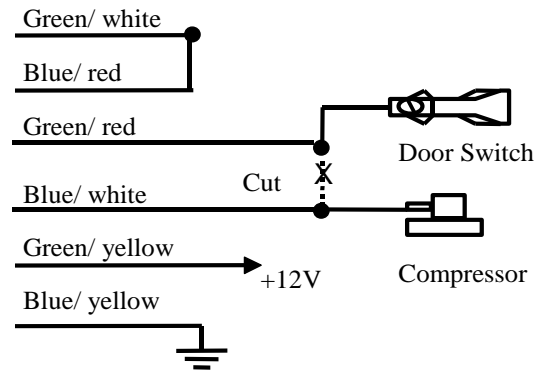 Green/ white
Blue/ red
Green/ red
Door Switch
Cut
X
Blue/ white
Green/ yellow
+12V
Compressor
Blue/ yellow